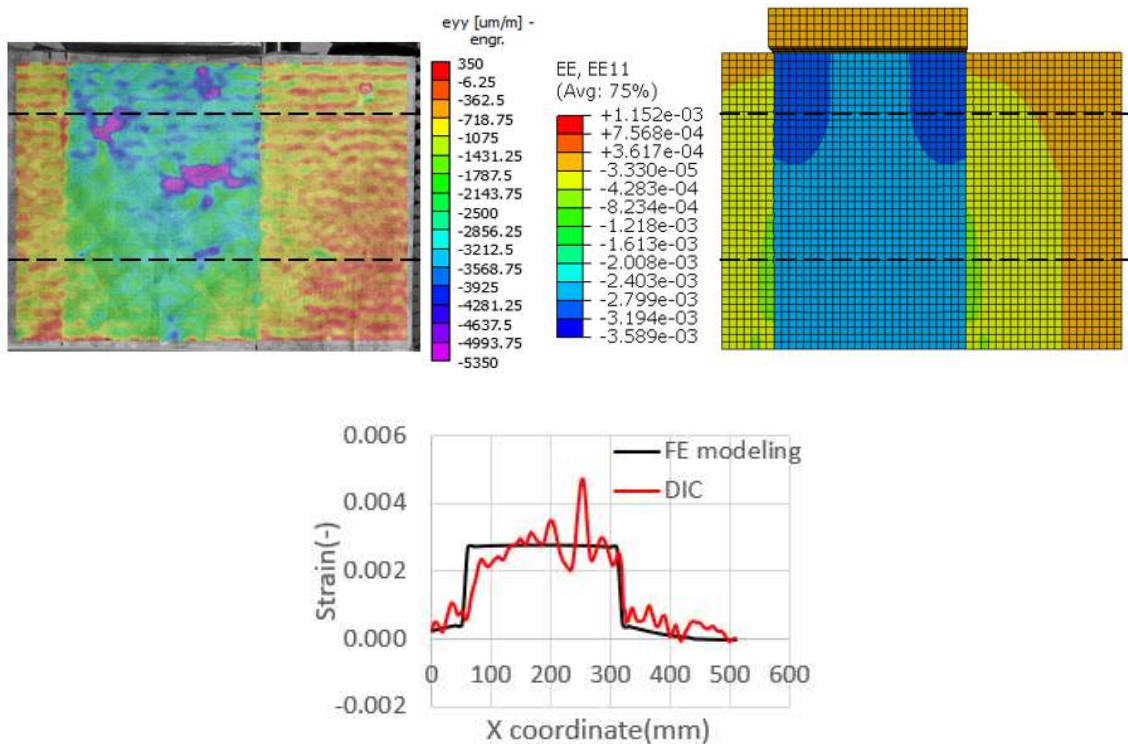 eyy [um/m] -
engr.
350
-6.25
-362.5
-718.75
-1075
-1431.25
-1787.5
-2143.75
-2500
-2856.25
-3212.5
-3568.75
-3925
-4281.25
-4637.5
-4993.75
-5350
EE, EE11
(Avg: 75%)
+1.152e-03
+7.568e-04
+3.617e-04
-3.330e-05
-4.283e-04
-8.234e-04
-1.218e-03
-1.613e-03
-2.008e-03
-2.403e-03
-2.799e-03
-3.194e-03
-3.589e-03
0.006
0.004
0.002
0.000
-0.002
Strain(-)
FE modeling
DIC
0 100 200 300 400 500 600
X coordinate(mm)